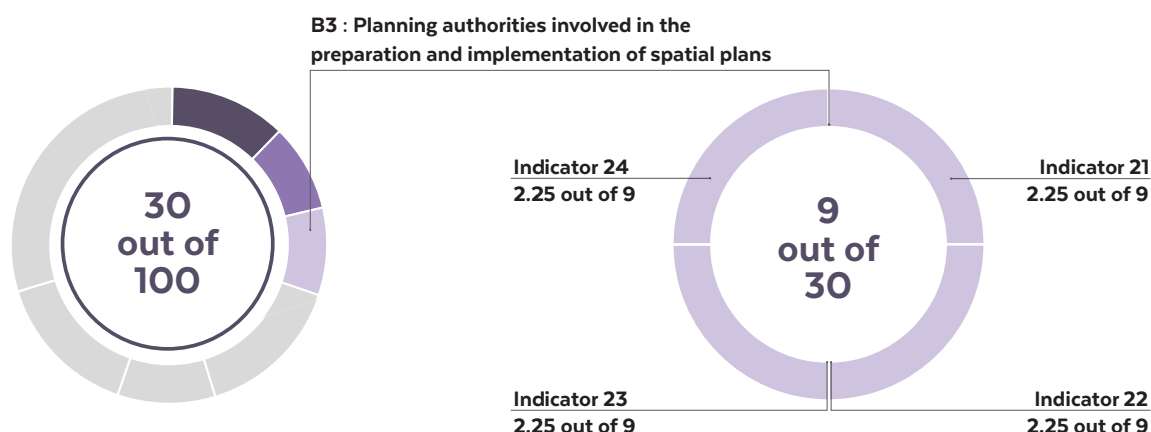 B3 : Planning authorities involved in the
preparation and implementation of spatial plans
30
out of
100
Indicator 24
2.25 out of 9
9
out of
30
Indicator 21
2.25 out of 9
Indicator 23
2.25 out of 9
Indicator 22
2.25 out of 9